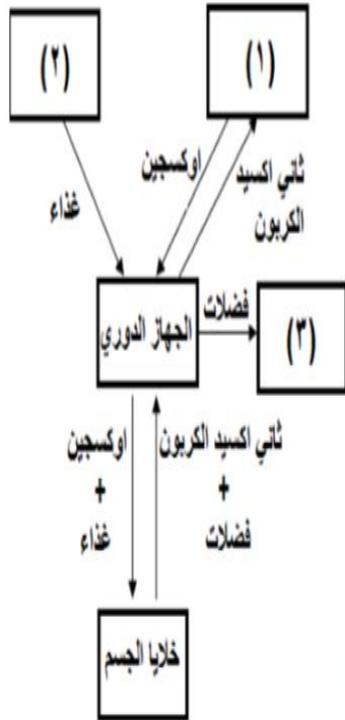 (١)
(٢)
اوكسجين
ثاني اكسيد
الكربون
غذاء
الجهاز الدوري
فضلات
(٣)
ثاني اكسيد الكربون
+
فضلات
اوكسجين
+
غذاء
خلايا الجسم